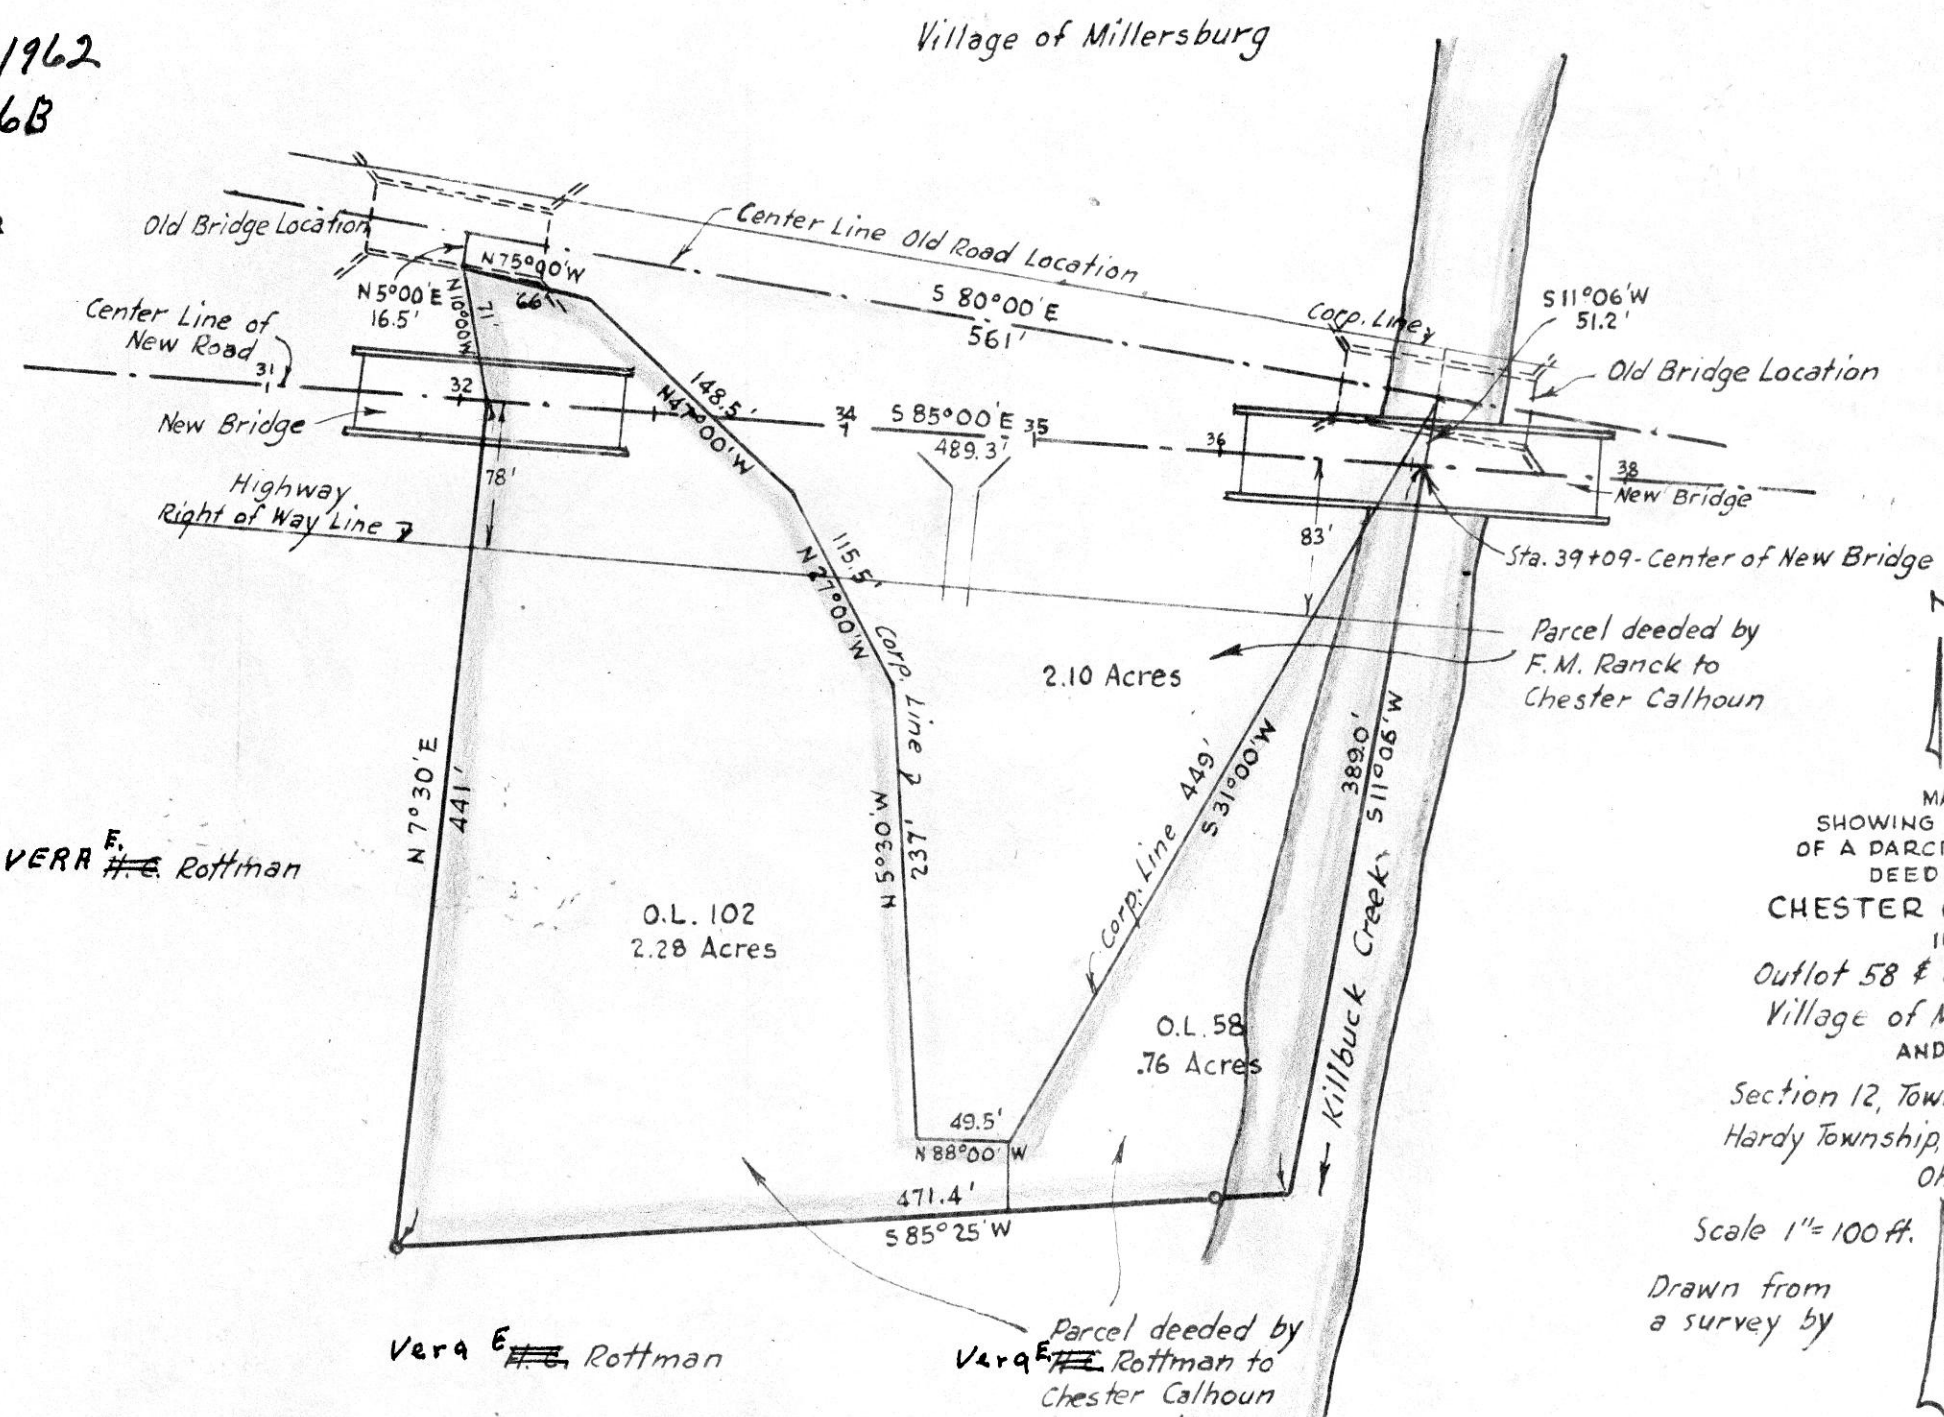 1962
6B
Village of Millersburg
Old Bridge Location
Center Line Old Road Location
N 75°00' W
66'
N 5°00' E
16.5'
N 10°00' W
71'
Center Line of
New Road
31
32
New Bridge
S 80°00' E
561'
Corp. Line
S 11°06' W
51.2'
Old Bridge Location
148.5'
N 47°00' W
34
S 85°00' E
35
489.3'
36
38
New Bridge
78'
Highway
Right of Way Line
83'
Sta. 39+09 - Center of New Bridge
115.5'
N 27°00' W
Corp. Line
2.10 Acres
Parcel deeded by
F.M. Ranck to
Chester Calhoun
N 7°30' E
441'
449'
S 31°00' W
389.0'
S 11°06' W
N 5°30' W
237'
Corp. Line
Killbuck Creek
VERA E. H.C. Rottman
O.L. 102
2.28 Acres
O.L. 58
.76 Acres
49.5'
N 88°00' W
471.4'
S 85°25' W
SHOWING
OF A PARC
DEED
CHESTER
Outlot 58 &
Village of M
AND
Section 12, Tow
Hardy Township,
Oh
Scale 1"= 100 ft.
Drawn from
a survey by
Vera E. H.C. Rottman
Parcel deeded by
Vera E. H.C. Rottman to
Chester Calhoun